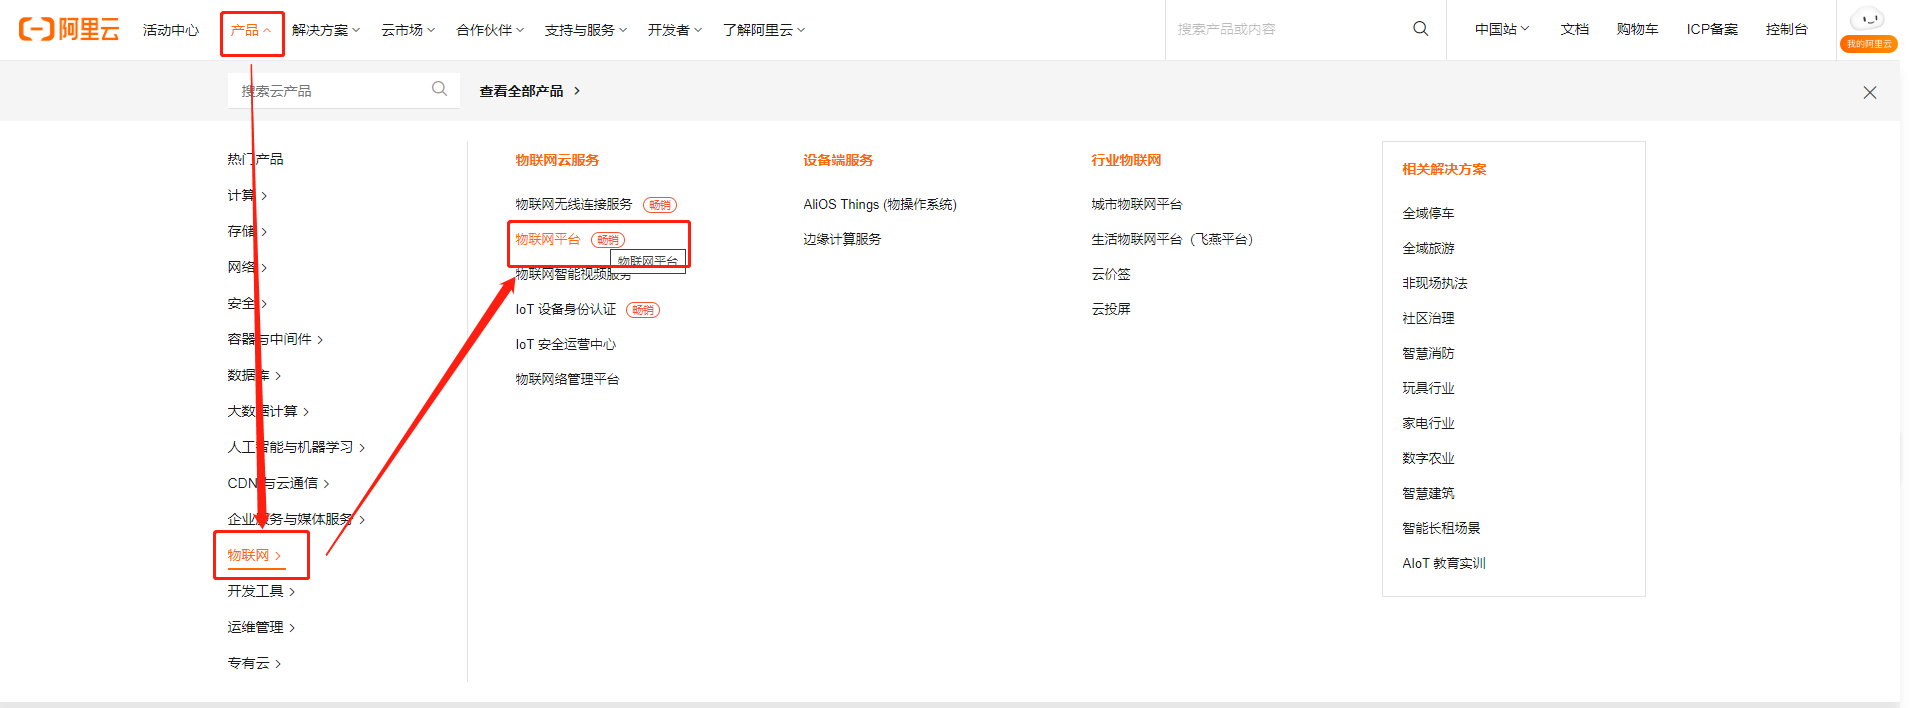 阿里云 活动中心 产品 解决方案 云市场 合作伙伴 支持与服务 开发者 了解阿里云 搜索产品或内容 中国站 文档 购物车 ICP备案 控制台
我的阿里云
搜索云产品 查看全部产品
热门产品
计算
存储
网络
安全
容器与中间件
数据库
大数据计算
人工智能与机器学习
CDN 与云通信
企业服务与媒体服务
物联网
开发工具
运维管理
专有云
物联网云服务
物联网无线连接服务 畅销
物联网平台 畅销
物联网平台
物联网智能视频服务
IoT 设备身份认证 畅销
IoT 安全运营中心
物联网络管理平台
设备端服务
AliOS Things (物操作系统)
边缘计算服务
行业物联网
城市物联网平台
生活物联网平台（飞燕平台）
云价签
云投屏
相关解决方案
全域停车
全域旅游
非现场执法
社区治理
智慧消防
玩具行业
家电行业
数字农业
智慧建筑
智能长租场景
AIoT 教育实训